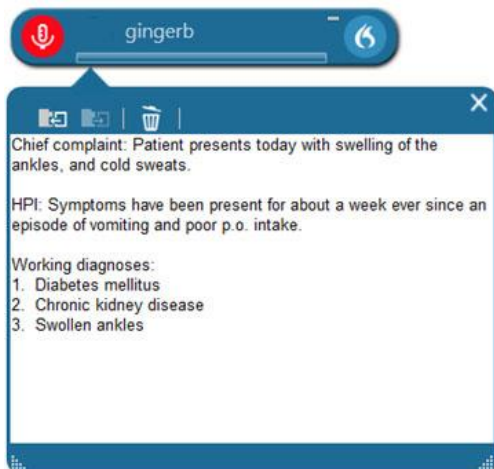 gingerb
Chief complaint: Patient presents today with swelling of the
ankles, and cold sweats.
HPI: Symptoms have been present for about a week ever since an
episode of vomiting and poor p.o. intake.
Working diagnoses:
1. Diabetes mellitus
2. Chronic kidney disease
3. Swollen ankles